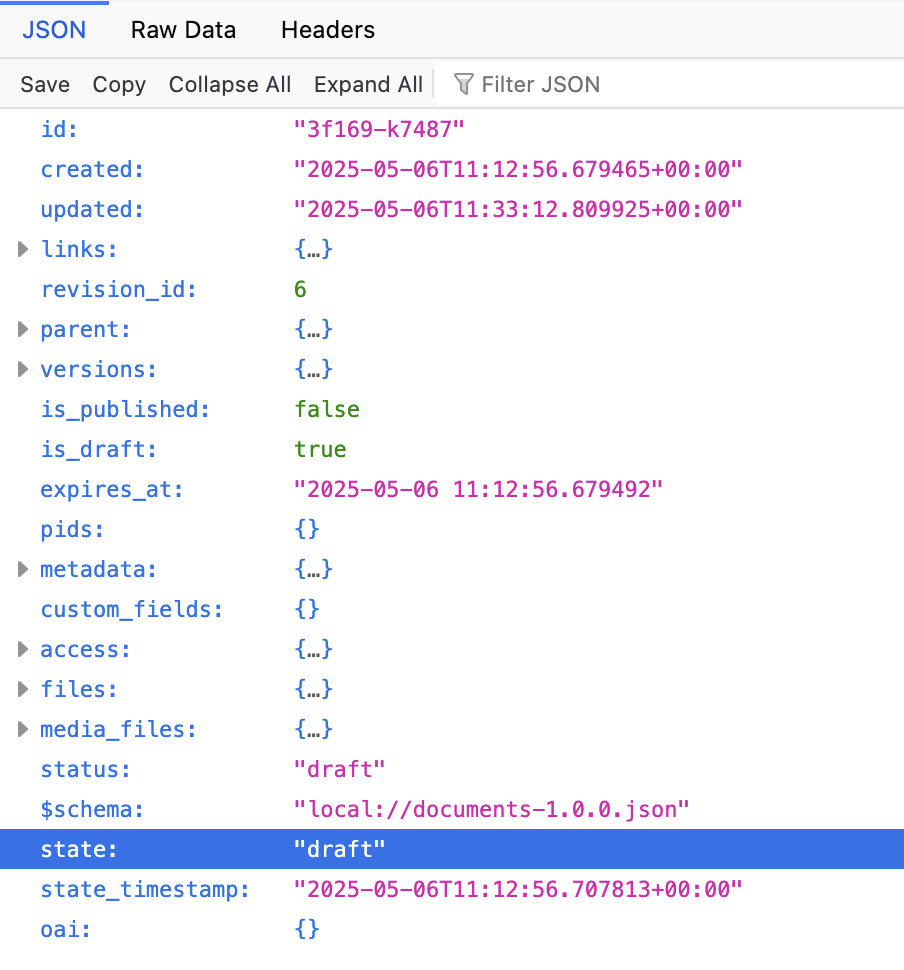 JSON Raw Data Headers
Save Copy Collapse All Expand All Filter JSON
id: "3f169-k7487"
created: "2025-05-06T11:12:56.679465+00:00"
updated: "2025-05-06T11:33:12.809925+00:00"
links: {…}
revision_id: 6
parent: {…}
versions: {…}
is_published: false
is_draft: true
expires_at: "2025-05-06 11:12:56.679492"
pids: {}
metadata: {…}
custom_fields: {}
access: {…}
files: {…}
media_files: {…}
status: "draft"
$schema: "local://documents-1.0.0.json"
state: "draft"
state_timestamp: "2025-05-06T11:12:56.707813+00:00"
oai: {}